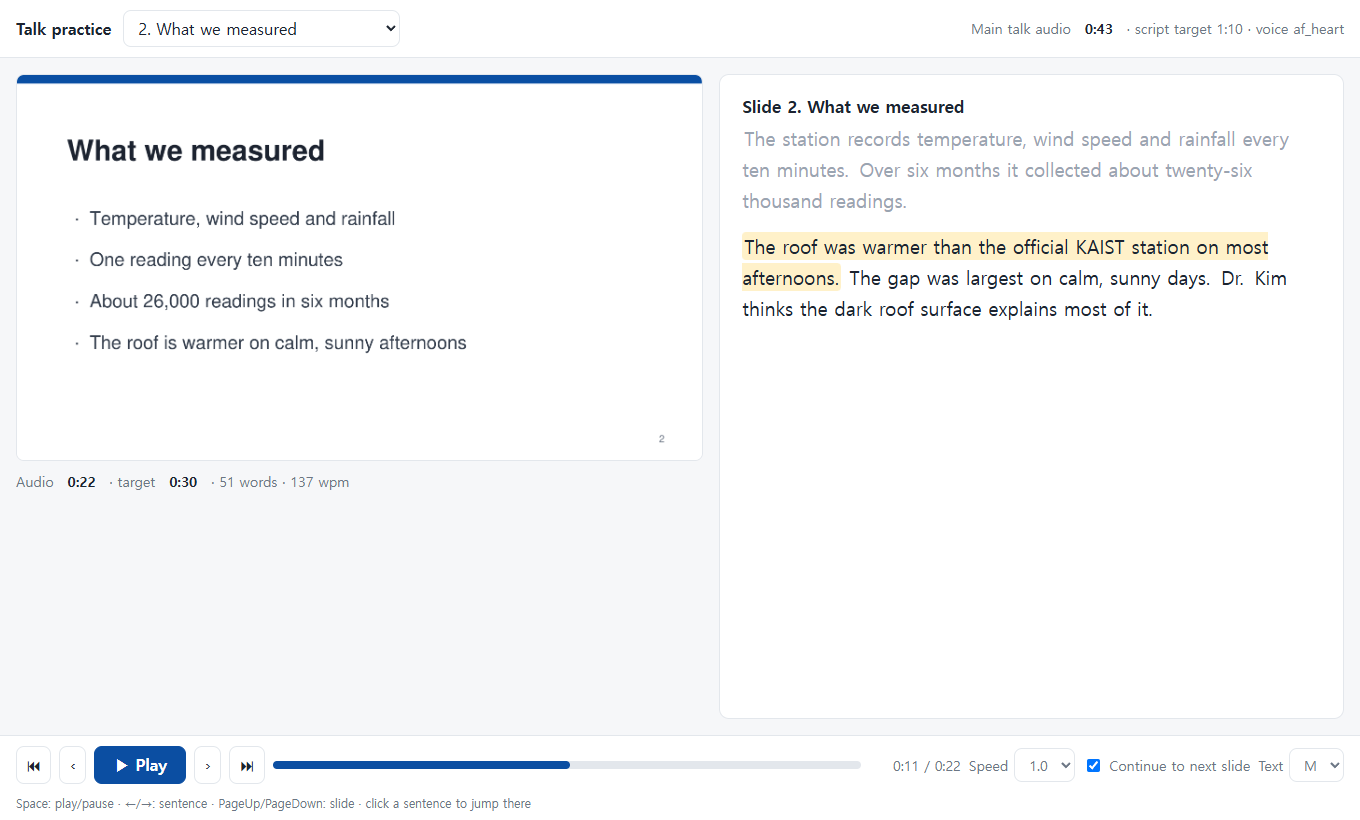 Talk practice
2. What we measured
Main talk audio 0:43 · script target 1:10 · voice af_heart
What we measured
· Temperature, wind speed and rainfall
· One reading every ten minutes
· About 26,000 readings in six months
· The roof is warmer on calm, sunny afternoons
2
Audio 0:22 · target 0:30 · 51 words · 137 wpm
Slide 2. What we measured
The station records temperature, wind speed and rainfall every
ten minutes. Over six months it collected about twenty-six
thousand readings.
The roof was warmer than the official KAIST station on most
afternoons. The gap was largest on calm, sunny days. Dr. Kim
thinks the dark roof surface explains most of it.
⏮ ‹ ▶ Play › ⏭ 0:11 / 0:22 Speed 1.0 Continue to next slide Text M
Space: play/pause · ←/→: sentence · PageUp/PageDown: slide · click a sentence to jump there